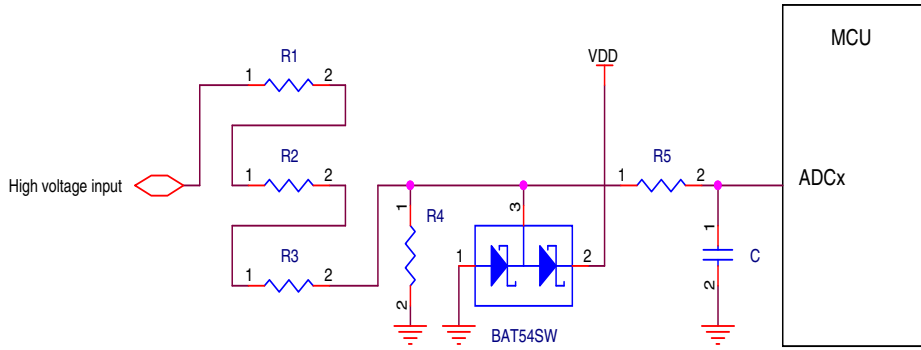 MCU
R1
1 2
VDD
R2
1 2
High voltage input
R5
1 2
ADCx
1
R4
2
3
1 2
BAT54SW
R3
1 2
1
C
2